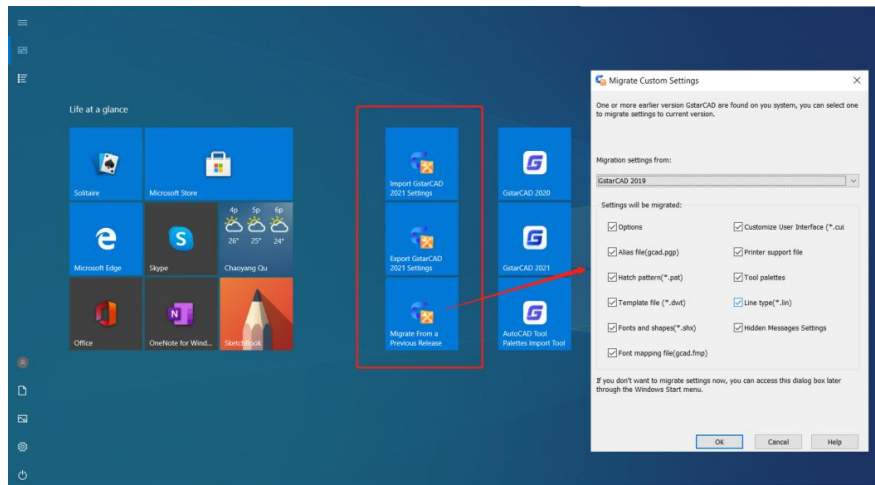 Life at a glance
Solitaire
Microsoft Store
Microsoft Edge
Skype
4p 5p 6p
26° 25° 24°
Chaoyang Qu
Office
OneNote for Wind...
Sketchbook
Import GstarCAD
2021 Settings
GstarCAD 2020
Export GstarCAD
2021 Settings
GstarCAD 2021
Migrate From a
Previous Release
AutoCAD Tool
Palettes Import Tool
Migrate Custom Settings
One or more earlier version GstarCAD are found on you system, you can select one
to migrate settings to current version.
Migration settings from:
GstarCAD 2019
Settings will be migrated:
Options
Customize User Interface (*.cui
Alias file(gcad.pgp)
Printer support file
Hatch pattern(*.pat)
Tool palettes
Template file (*.dwt)
Line type(*.lin)
Fonts and shapes(*.shx)
Hidden Messages Settings
Font mapping file(gcad.fmp)
If you don't want to migrate settings now, you can access this dialog box later
through the Windows Start menu.
OK Cancel Help